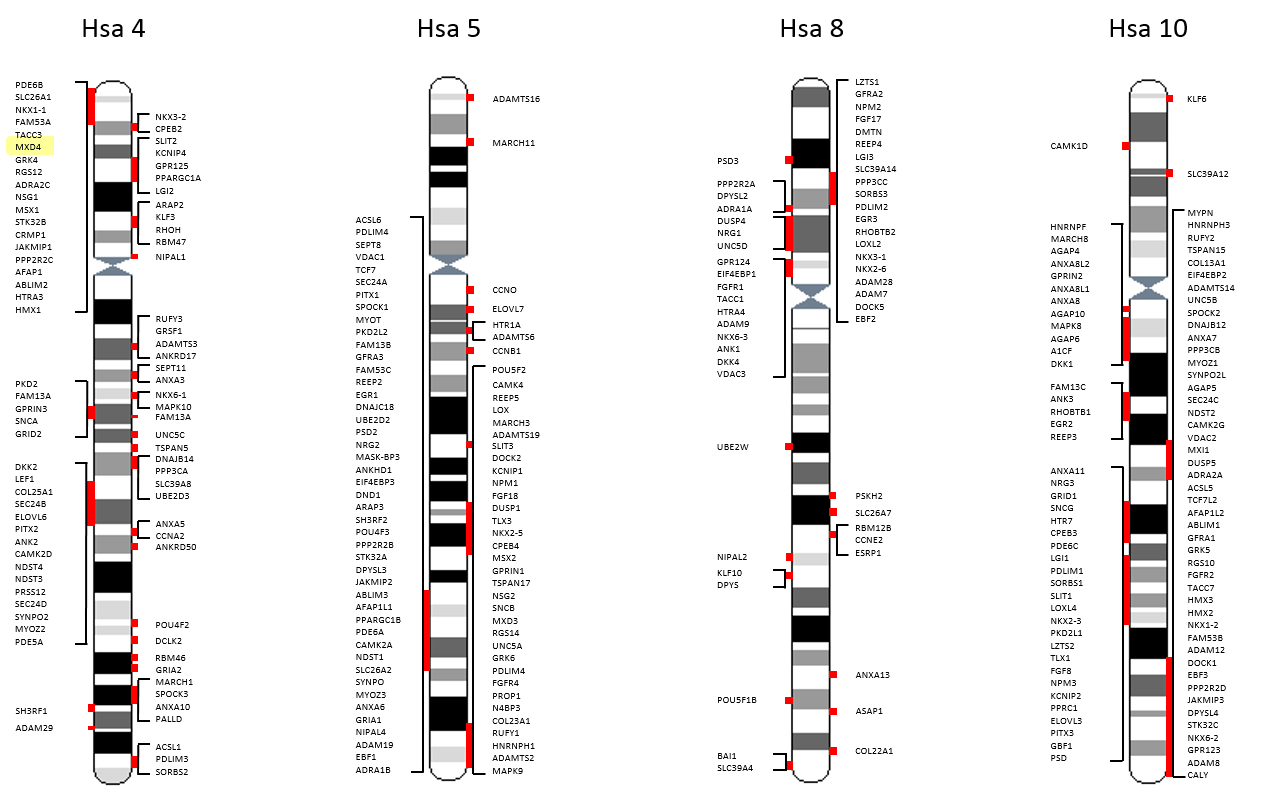 Hsa 4
PDE6B
SLC26A1
NKX1-1
FAM53A
TACC3
MXD4
GRK4
RGS12
ADRA2C
NSG1
MSX1
STK32B
CRMP1
JAKMIP1
PPP2R2C
AFAP1
ABLIM2
HTRA3
HMX1
PKD2
FAM13A
GPRIN3
SNCA
GRID2
DKK2
LEF1
COL25A1
SEC24B
ELOVL6
PITX2
ANK2
CAMK2D
NDST4
NDST3
PRSS12
SEC24D
SYNPO2
MYOZ2
PDE5A
SH3RF1
ADAM29
NKX3-2
CPEB2
SLIT2
KCNIP4
GPR125
PPARGC1A
LGI2
ARAP2
KLF3
RHOH
RBM47
NIPAL1
RUFY3
GRSF1
ADAMTS3
ANKRD17
SEPT11
ANXA3
NKX6-1
MAPK10
FAM13A
UNC5C
TSPAN5
DNAJB14
PPP3CA
SLC39A8
UBE2D3
ANXA5
CCNA2
ANKRD50
POU4F2
DCLK2
RBM46
GRIA2
MARCH1
SPOCK3
ANXA10
PALLD
ACSL1
PDLIM3
SORBS2
Hsa 5
ACSL6
PDLIM4
SEPT8
VDAC1
TCF7
SEC24A
PITX1
SPOCK1
MYOT
PKD2L2
FAM13B
GFRA3
FAM53C
REEP2
EGR1
DNAJC18
UBE2D2
PSD2
NRG2
MASK-BP3
ANKHD1
EIF4EBP3
DND1
ARAP3
SH3RF2
POU4F3
PPP2R2B
STK32A
DPYSL3
JAKMIP2
ABLIM3
AFAP1L1
PPARGC1B
PDE6A
CAMK2A
NDST1
SLC26A2
SYNPO
MYOZ3
ANXA6
GRIA1
NIPAL4
ADAM19
EBF1
ADRA1B
ADAMTS16
MARCH11
CCNO
ELOVL7
HTR1A
ADAMTS6
CCNB1
POU5F2
CAMK4
REEP5
LOX
MARCH3
ADAMTS19
SLIT3
DOCK2
KCNIP1
NPM1
FGF18
DUSP1
TLX3
NKX2-5
CPEB4
MSX2
GPRIN1
TSPAN17
NSG2
SNCB
MXD3
RGS14
UNC5A
GRK6
PDLIM4
FGFR4
PROP1
N4BP3
COL23A1
RUFY1
HNRNPH1
ADAMTS2
MAPK9
Hsa 8
PSD3
PPP2R2A
DPYSL2
ADRA1A
DUSP4
NRG1
UNC5D
GPR124
EIF4EBP1
FGFR1
TACC1
HTRA4
ADAM9
NKX6-3
ANK1
DKK4
VDAC3
UBE2W
NIPAL2
KLF10
DPYS
POU5F1B
BAI1
SLC39A4
LZTS1
GFRA2
NPM2
FGF17
DMTN
REEP4
LGI3
SLC39A14
PPP3CC
SORBS3
PDLIM2
EGR3
RHOBTB2
LOXL2
NKX3-1
NKX2-6
ADAM28
ADAM7
DOCK5
EBF2
PSKH2
SLC26A7
RBM12B
CCNE2
ESRP1
ANXA13
ASAP1
COL22A1
Hsa 10
CAMK1D
HNRNPF
MARCH8
AGAP4
ANXA8L2
GPRIN2
ANXA8L1
ANXA8
AGAP10
MAPK8
AGAP6
A1CF
DKK1
FAM13C
ANK3
RHOBTB1
EGR2
REEP3
ANXA11
NRG3
GRID1
SNCG
HTR7
CPEB3
PDE6C
LGI1
PDLIM1
SORBS1
SLIT1
LOXL4
NKX2-3
PKD2L1
LZTS2
TLX1
FGF8
NPM3
KCNIP2
PPRC1
ELOVL3
PITX3
GBF1
PSD
KLF6
SLC39A12
MYPN
HNRNPH3
RUFY2
TSPAN15
COL13A1
EIF4EBP2
ADAMTS14
UNC5B
SPOCK2
DNAJB12
ANXA7
PPP3CB
MYOZ1
SYNPO2L
AGAP5
SEC24C
NDST2
CAMK2G
VDAC2
MXI1
DUSP5
ADRA2A
ACSL5
TCF7L2
AFAP1L2
ABLIM1
GFRA1
GRK5
RGS10
FGFR2
TACC7
HMX3
HMX2
NKX1-2
FAM53B
ADAM12
DOCK1
EBF3
PPP2R2D
JAKMIP3
DPYSL4
STK32C
NKX6-2
GPR123
ADAM8
CALY